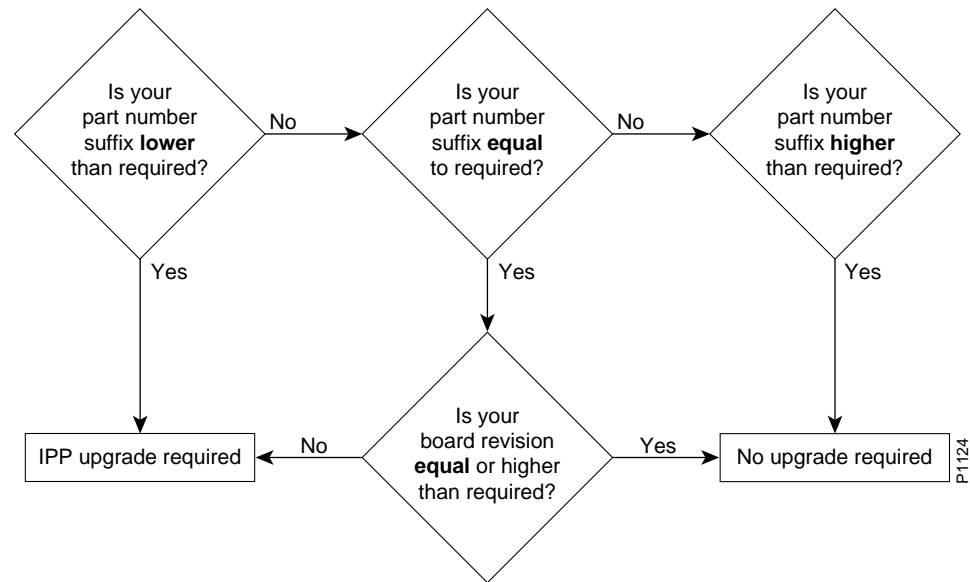 Is your
part number
suffix lower
than required?
No
Is your
part number
suffix equal
to required?
No
Is your
part number
suffix higher
than required?
Yes
Yes
Yes
IPP upgrade required
No
Is your
board revision
equal or higher
than required?
Yes
No upgrade required
P1124